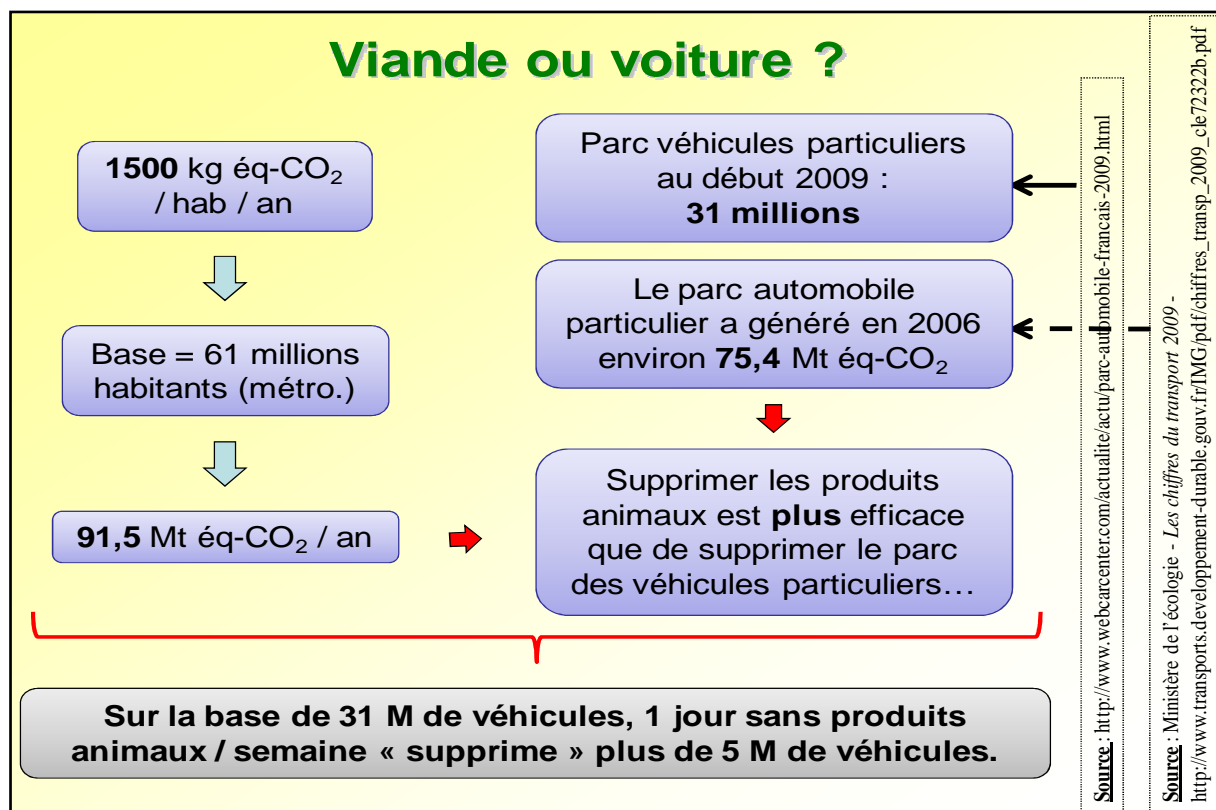 Viande ou voiture ?
1500 kg éq-CO₂
/ hab / an
Base = 61 millions
habitants (métro.)
91,5 Mt éq-CO₂ / an
Parc véhicules particuliers
au début 2009 :
31 millions
Le parc automobile
particulier a généré en 2006
environ 75,4 Mt éq-CO₂
Supprimer les produits
animaux est plus efficace
que de supprimer le parc
des véhicules particuliers…
Sur la base de 31 M de véhicules, 1 jour sans produits
animaux / semaine « supprime » plus de 5 M de véhicules.
Source : http://www.webcarcenter.com/actualite/actu/parc-automobile-francais-2009.html
Source : Ministère de l'écologie - Les chiffres du transport 2009 -
http://www.transports.developpement-durable.gouv.fr/IMG/pdf/chiffres_transp_2009_cle72322b.pdf